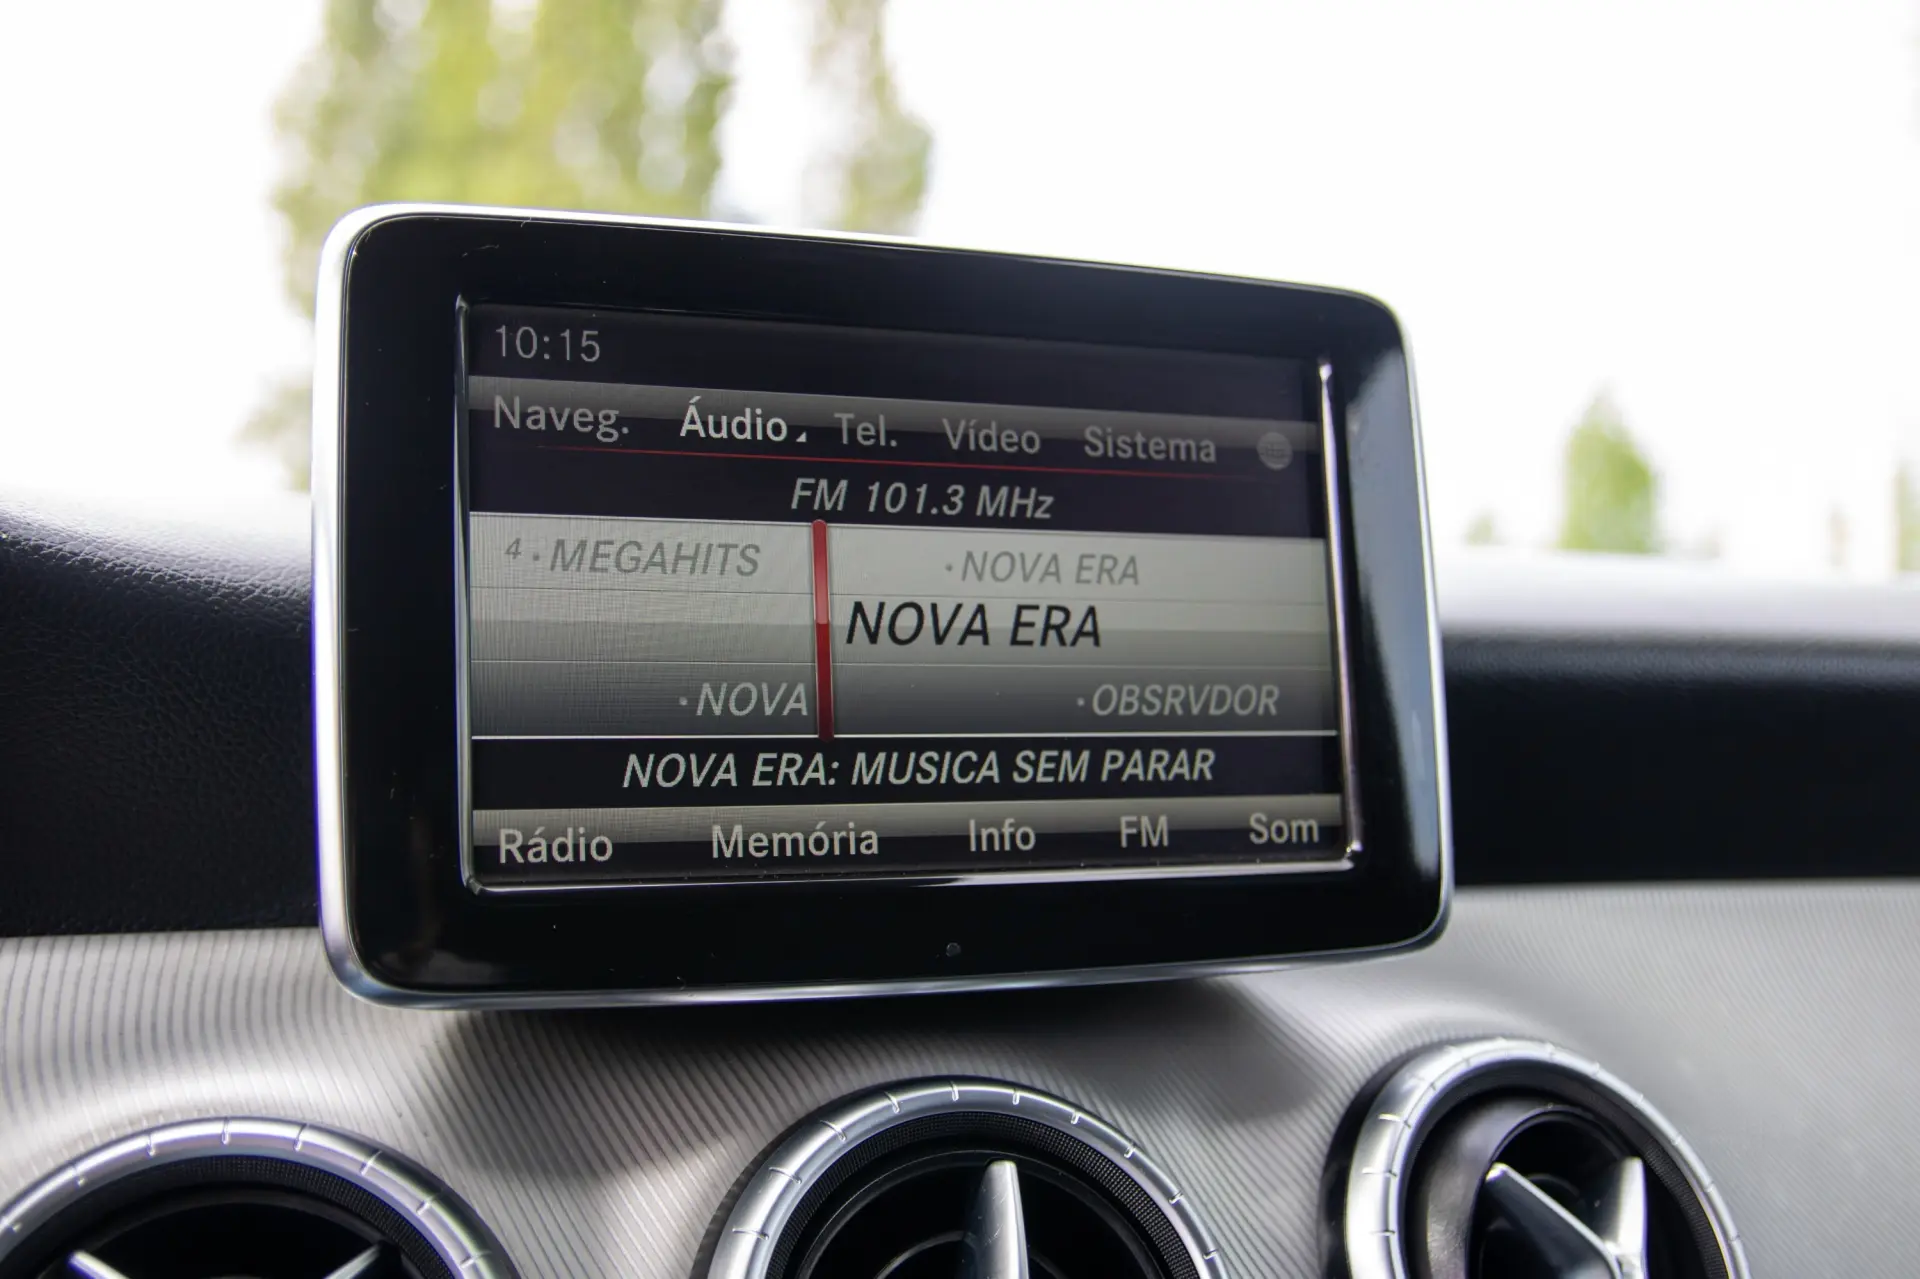 10:15
Naveg. Áudio Tel. Vídeo Sistema
FM 101.3 MHz
4 · MEGAHITS · NOVA ERA
NOVA ERA
· NOVA · OBSRVDOR
NOVA ERA: MUSICA SEM PARAR
Rádio Memória Info FM Som